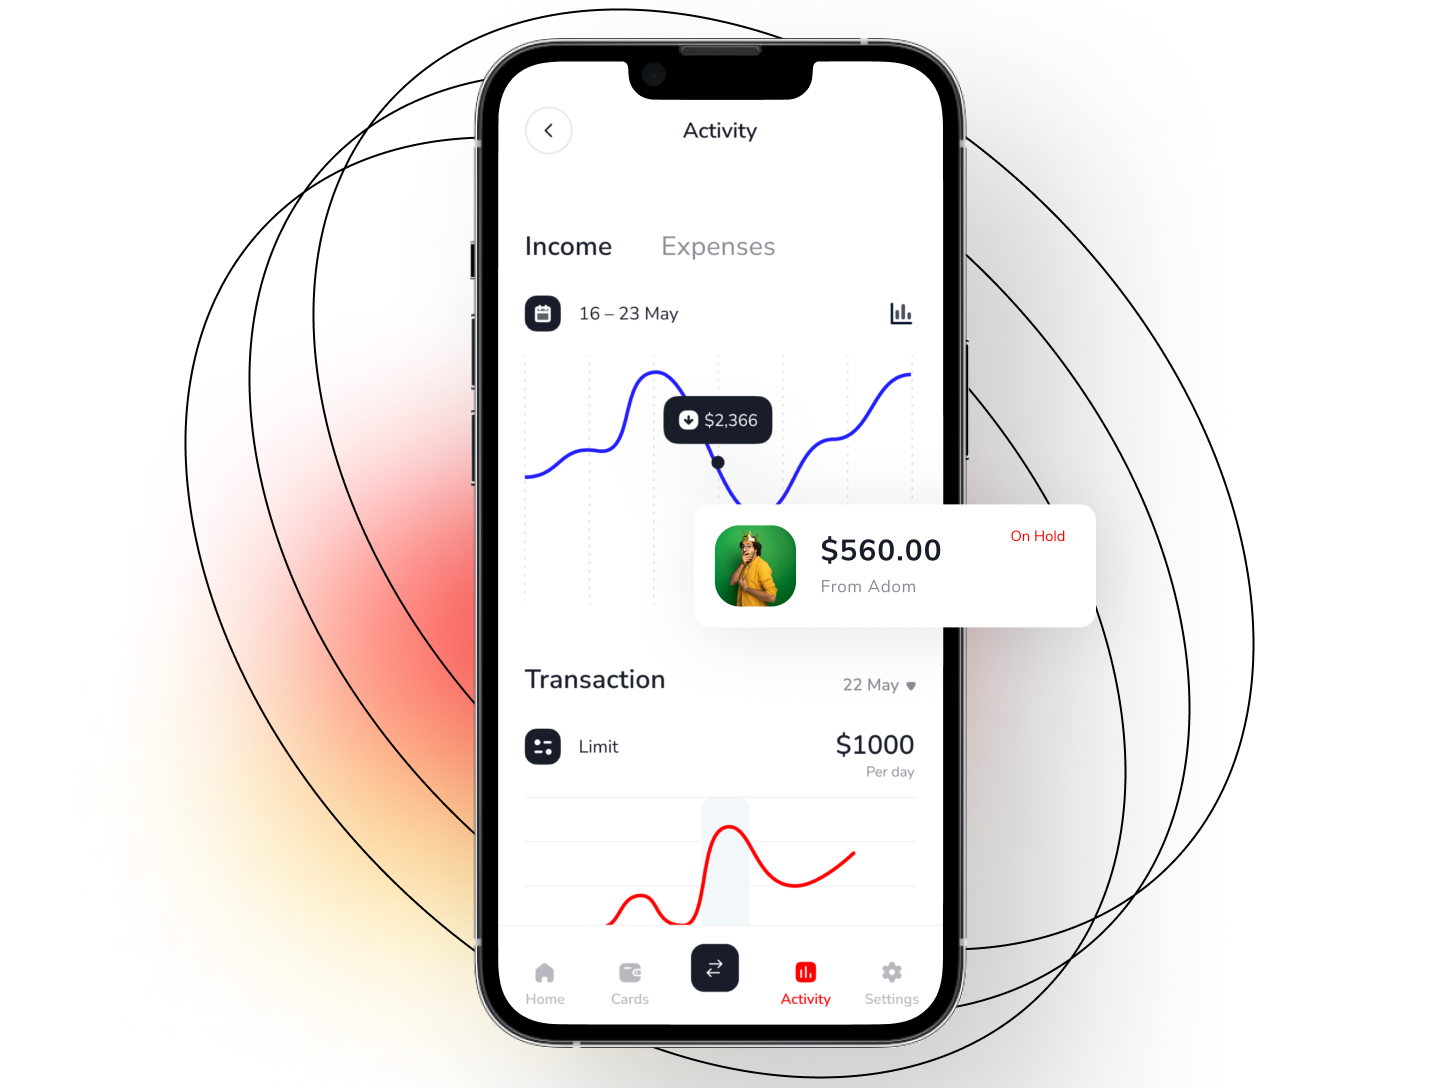 Activity
Income
Expenses
16 – 23 May
$2,366
$560.00
On Hold
From Adom
Transaction
22 May
Limit
$1000
Per day
Home
Cards
Activity
Settings